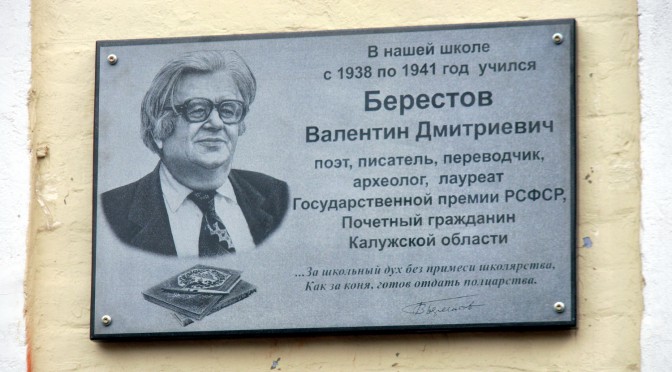 В нашей школе
с 1938 по 1941 год учился
Берестов
Валентин Дмитриевич
поэт, писатель, переводчик,
археолог, лауреат
Государственной премии РСФСР,
Почетный гражданин
Калужской области
...За школьный дух без примеси школярства,
Как за коня, готов отдать полцарства.
В Берестов